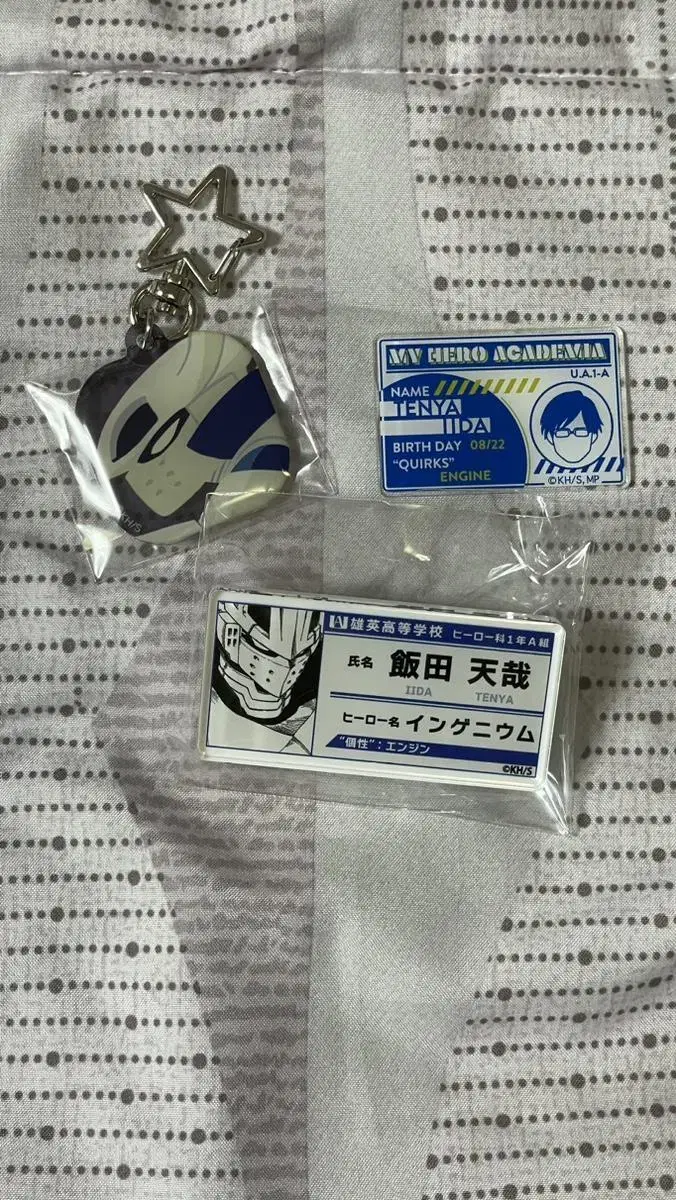 MY HERO ACADEMIA
U.A.1-A
NAME
TENYA
IIDA
BIRTH DAY 08/22
"QUIRKS"
ENGINE
©KH/S, MP
KH/S
雄英高等学校 ヒーロー科1年A組
氏名 飯田 天哉
IIDA TENYA
ヒーロー名 インゲニウム
"個性"：エンジン
©KH/S